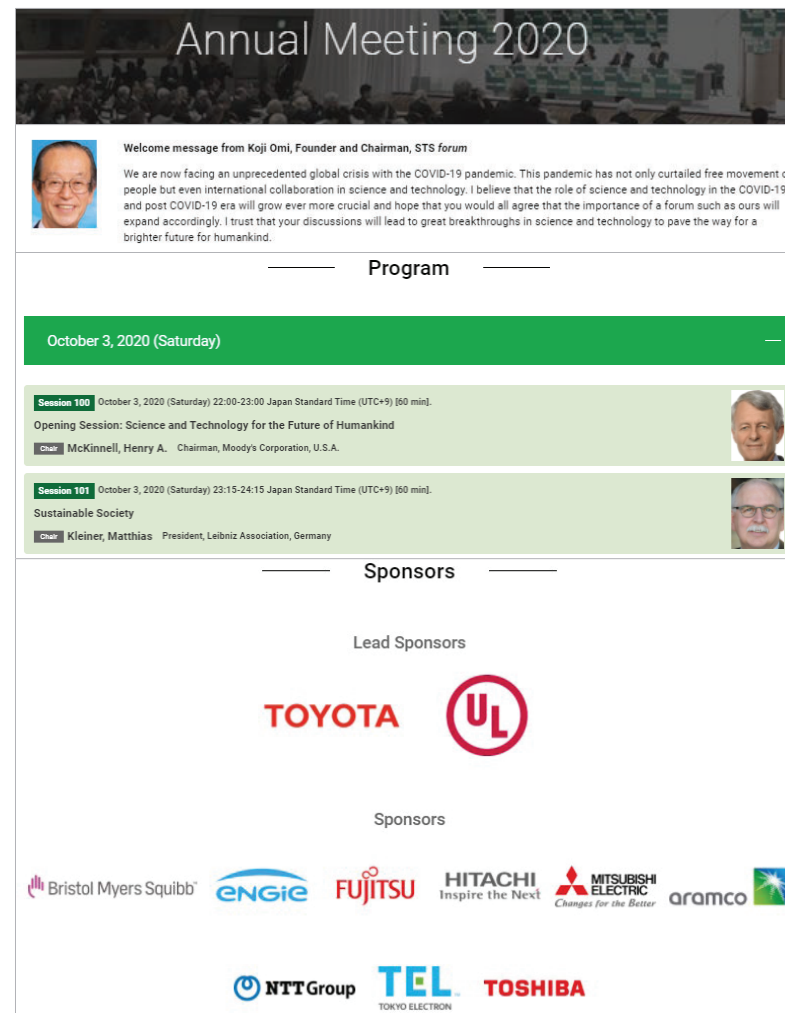 Annual Meeting 2020
Welcome message from Koji Omi, Founder and Chairman, STS forum
We are now facing an unprecedented global crisis with the COVID-19 pandemic. This pandemic has not only curtailed free movement
people but even international collaboration in science and technology. I believe that the role of science and technology in the COVID-19
and post COVID-19 era will grow ever more crucial and hope that you would all agree that the importance of a forum such as ours will
expand accordingly. I trust that your discussions will lead to great breakthroughs in science and technology to pave the way for a
brighter future for humankind.
Program
October 3, 2020 (Saturday)
Session 100 October 3, 2020 (Saturday) 22:00-23:00 Japan Standard Time (UTC+9) [60 min].
Opening Session: Science and Technology for the Future of Humankind
Chair McKinnell, Henry A. Chairman, Moody's Corporation, U.S.A.
Session 101 October 3, 2020 (Saturday) 23:15-24:15 Japan Standard Time (UTC+9) [60 min].
Sustainable Society
Chair Kleiner, Matthias President, Leibniz Association, Germany
Sponsors
Lead Sponsors
TOYOTA UL
Sponsors
Bristol Myers Squibb ENGIE FUJITSU HITACHI Inspire the Next MITSUBISHI ELECTRIC Changes for the Better aramco
NTT Group TEL TOKYO ELECTRON TOSHIBA